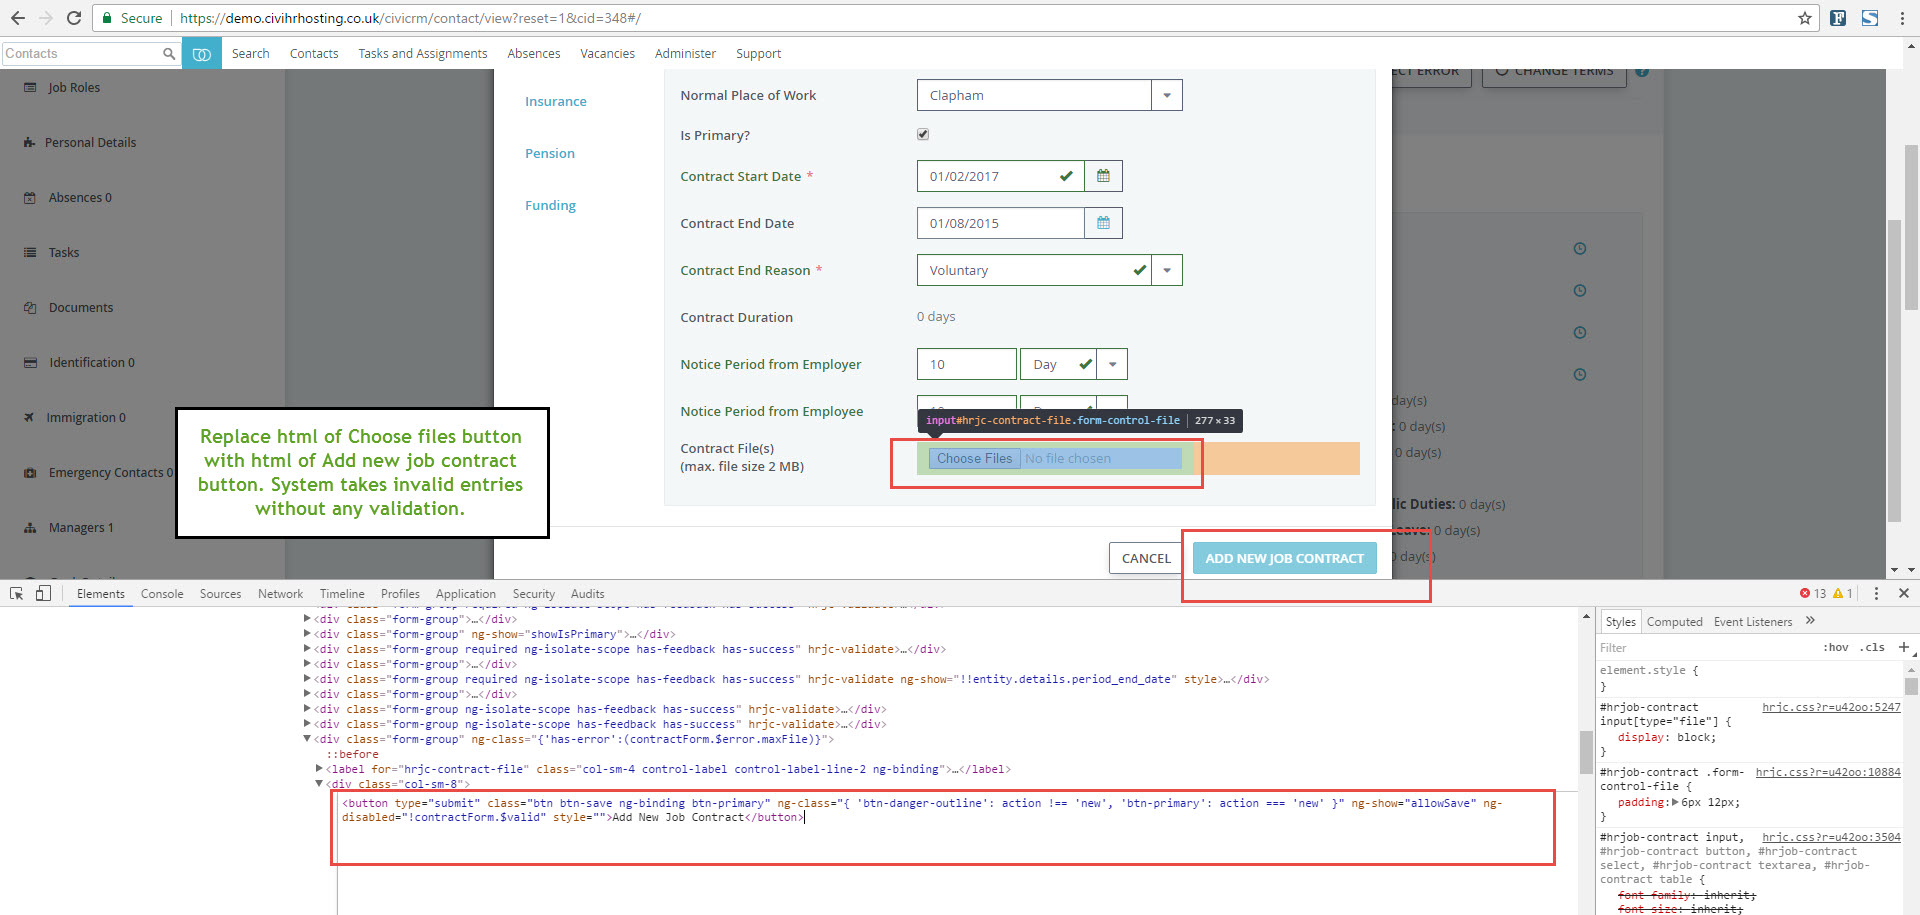 Secure
https://demo.civihrhosting.co.uk/civicrm/contact/view?reset=1&cid=348#/
Contacts
Search
Contacts
Tasks and Assignments
Absences
Vacancies
Administer
Support
Job Roles
Personal Details
Absences 0
Tasks
Documents
Identification 0
Immigration 0
Emergency Contacts 0
Managers 1
Insurance
Pension
Funding
Normal Place of Work
Clapham
Is Primary?
Contract Start Date *
01/02/2017
Contract End Date
01/08/2015
Contract End Reason *
Voluntary
Contract Duration
0 days
Notice Period from Employer
10
Day
Notice Period from Employee
input#hrjc-contract-file.form-control-file | 277 × 33
Contract File(s)
(max. file size 2 MB)
Choose Files
No file chosen
CANCEL
ADD NEW JOB CONTRACT
CT ERROR
CHANGE TERMS
day(s)
: 0 day(s)
0 day(s)
lic Duties: 0 day(s)
eave: 0 day(s)
0 day(s)
Replace html of Choose files button
with html of Add new job contract
button. System takes invalid entries
without any validation.
Elements
Console
Sources
Network
Timeline
Profiles
Application
Security
Audits
13
1
<div class="form-group">…</div>
<div class="form-group" ng-show="showIsPrimary">…</div>
<div class="form-group required ng-isolate-scope has-feedback has-success" hrjc-validate>…</div>
<div class="form-group">…</div>
<div class="form-group required ng-isolate-scope has-feedback has-success" hrjc-validate ng-show="!!entity.details.period_end_date" style>…</div>
<div class="form-group">…</div>
<div class="form-group ng-isolate-scope has-feedback has-success" hrjc-validate>…</div>
<div class="form-group ng-isolate-scope has-feedback has-success" hrjc-validate>…</div>
<div class="form-group" ng-class="{'has-error':(contractForm.$error.maxFile)}">
::before
<label for="hrjc-contract-file" class="col-sm-4 control-label control-label-line-2 ng-binding">…</label>
<div class="col-sm-8">
<button type="submit" class="btn btn-save ng-binding btn-primary" ng-class="{ 'btn-danger-outline': action !== 'new', 'btn-primary': action === 'new' }" ng-show="allowSave" ng-
disabled="!contractForm.$valid" style="">Add New Job Contract</button>
Styles
Computed
Event Listeners
»
Filter
:hov .cls +
element.style {
}
#hrjob-contract hrjc.css?r=u42oo:5247
input[type="file"] {
display: block;
}
#hrjob-contract .form- hrjc.css?r=u42oo:10884
control-file {
padding: 6px 12px;
}
#hrjob-contract input, hrjc.css?r=u42oo:3504
#hrjob-contract button, #hrjob-contract
select, #hrjob-contract textarea, #hrjob-
contract table {
font-family: inherit;
font-size: inherit;